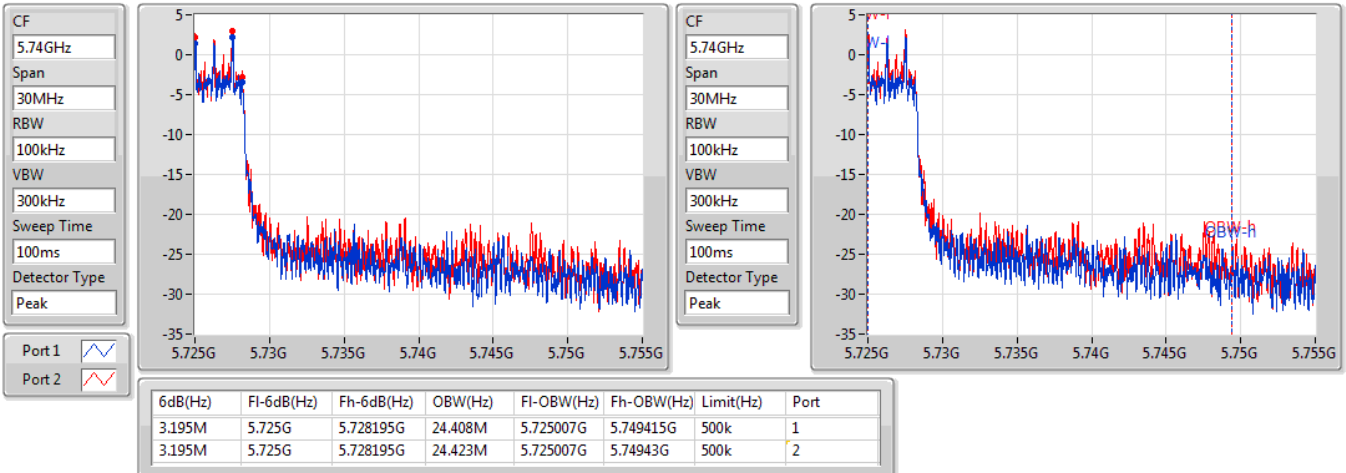 CF
5.74GHz
Span
30MHz
RBW
100kHz
VBW
300kHz
Sweep Time
100ms
Detector Type
Peak
Port 1
Port 2
5
0
-5
-10
-15
-20
-25
-30
-35
5.725G 5.73G 5.735G 5.74G 5.745G 5.75G 5.755G
CF
5.74GHz
Span
30MHz
RBW
100kHz
VBW
300kHz
Sweep Time
100ms
Detector Type
Peak
5
0
-5
-10
-15
-20
-25
-30
-35
OBW-h
OBW-h
5.725G 5.73G 5.735G 5.74G 5.745G 5.75G 5.755G
6dB(Hz) Fl-6dB(Hz) Fh-6dB(Hz) OBW(Hz) Fl-OBW(Hz) Fh-OBW(Hz) Limit(Hz) Port
3.195M 5.725G 5.728195G 24.408M 5.725007G 5.749415G 500k 1
3.195M 5.725G 5.728195G 24.423M 5.725007G 5.74943G 500k 2